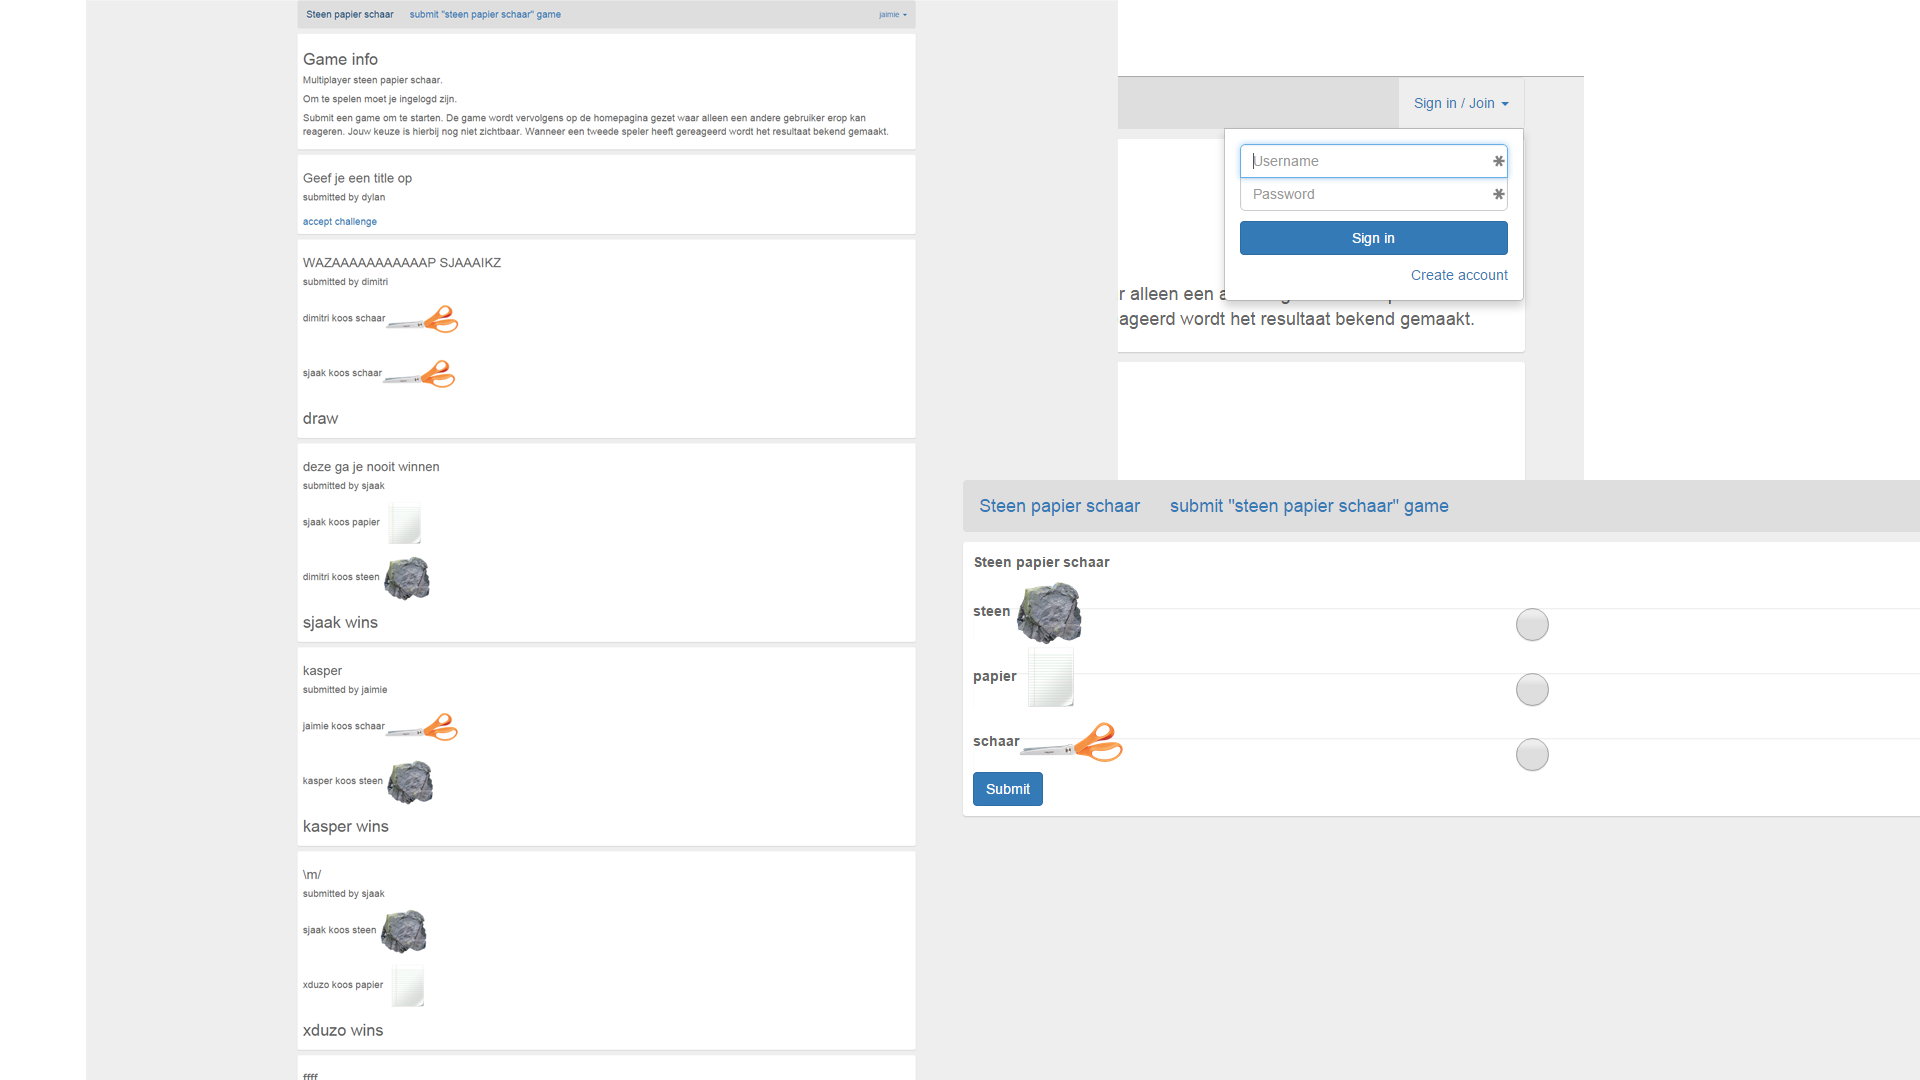 Steen papier schaar submit "steen papier schaar" game jaimie
Game info
Multiplayer steen papier schaar.
Om te spelen moet je ingelogd zijn.
Submit een game om te starten. De game wordt vervolgens op de homepagina gezet waar alleen een andere gebruiker erop kan
reageren. Jouw keuze is hierbij nog niet zichtbaar. Wanneer een tweede speler heeft gereageerd wordt het resultaat bekend gemaakt.
Geef je een title op
submitted by dylan
accept challenge
WAZAAAAAAAAAAAP SJAAAIKZ
submitted by dimitri
dimitri koos schaar
sjaak koos schaar
draw
deze ga je nooit winnen
submitted by sjaak
sjaak koos papier
dimitri koos steen
sjaak wins
kasper
submitted by jaimie
jaimie koos schaar
kasper koos steen
kasper wins
\m/
submitted by sjaak
sjaak koos steen
xduzo koos papier
xduzo wins
ffff
Sign in / Join
Username
Password
Sign in
Create account
r alleen een a
ageerd wordt het resultaat bekend gemaakt.
Steen papier schaar submit "steen papier schaar" game
Steen papier schaar
steen
papier
schaar
Submit